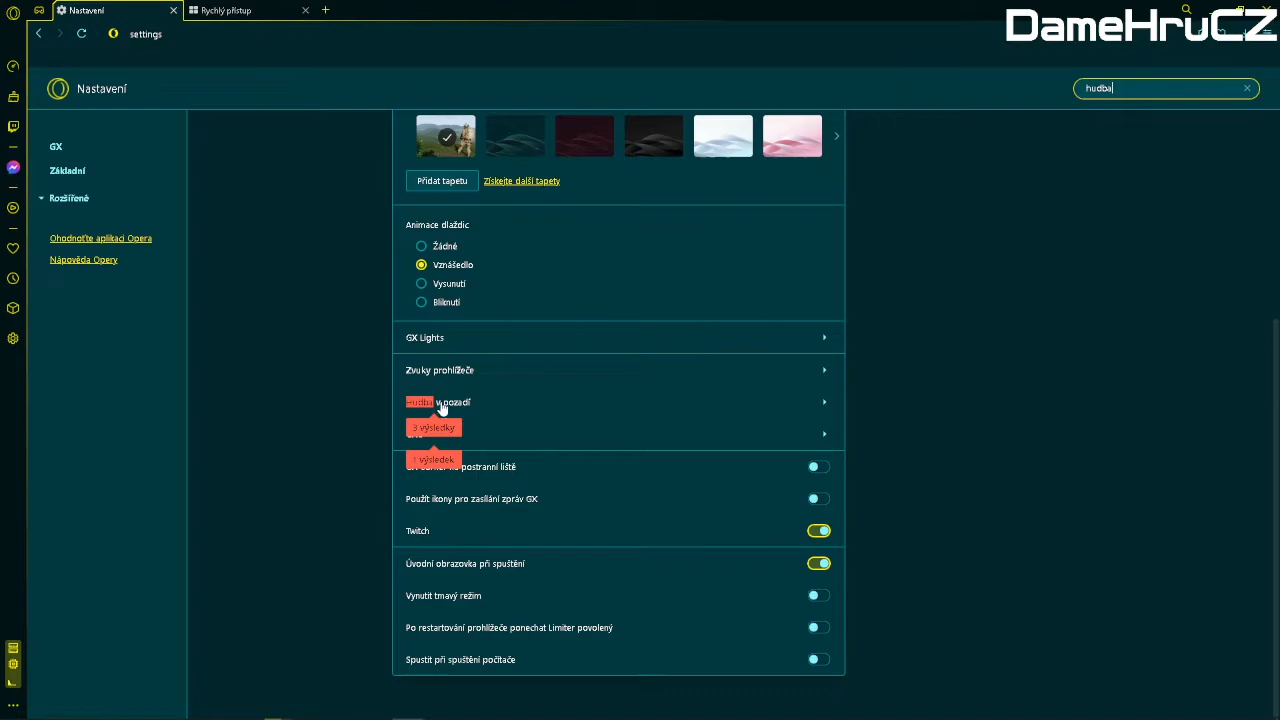 Nastavení
Rychlý přístup
DameHruCZ
settings
Nastavení
hudba
GX
Základní
Rozšířené
Ohodnoťte aplikaci Opera
Nápověda Opery
Přidat tapetu
Získejte další tapety
Animace dlaždic
Žádné
Vznášedlo
Vysunutí
Bliknutí
GX Lights
Zvuky prohlížeče
Hudba v pozadí
3 výsledky
1 výsledek
postranní liště
Použít ikony pro zasílání zpráv GX
Twitch
Úvodní obrazovka při spuštění
Vynutit tmavý režim
Po restartování prohlížeče ponechat Limiter povolený
Spustit při spuštění počítače